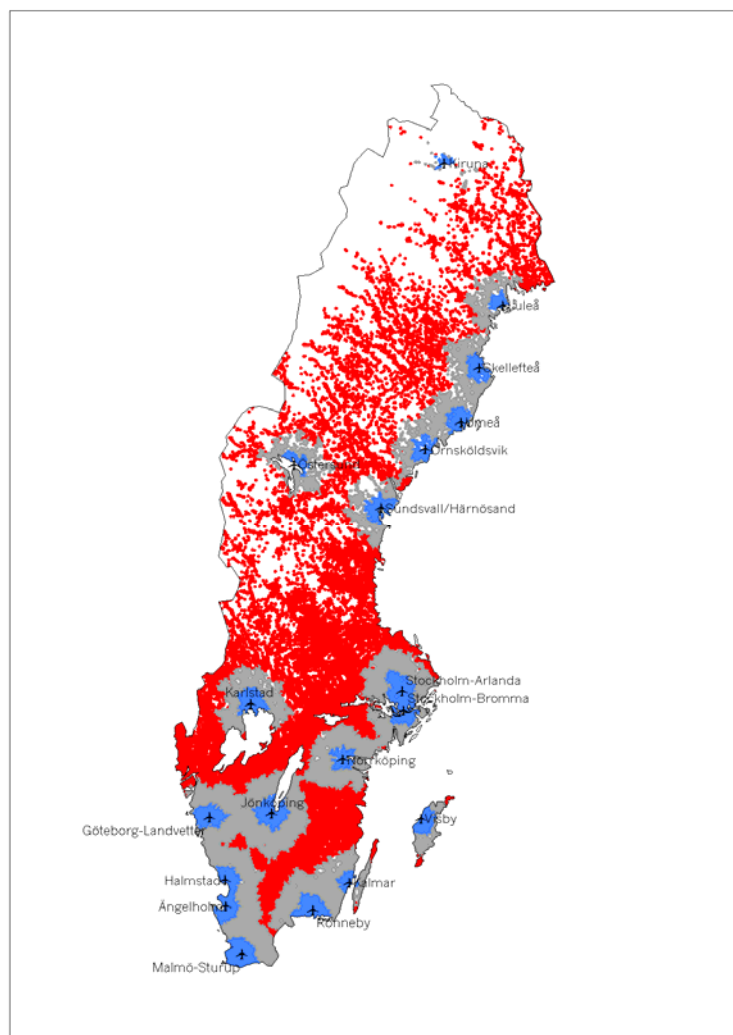 Kiruna
Luleå
Skellefteå
Umeå
Örnsköldsvik
Östersund
Sundsvall/Härnösand
Stockholm-Arlanda
Karlstad
Stockholm-Bromma
Norrköping
Jönköping
Visby
Göteborg-Landvetter
Halmstad
Kalmar
Ängelholm
Ronneby
Malmö-Sturup